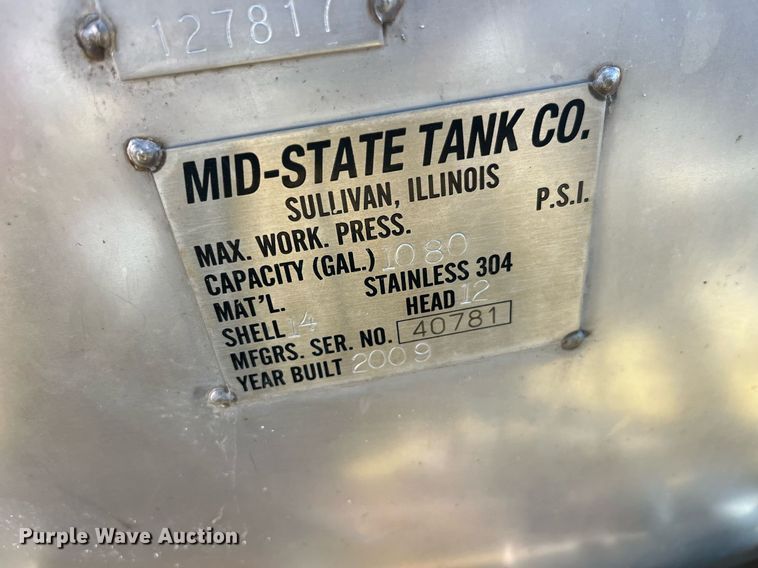 127817
MID-STATE TANK CO.
SULLIVAN, ILLINOIS
MAX. WORK. PRESS. P.S.I.
CAPACITY (GAL.) 1080
MAT'L. STAINLESS 304
SHELL 14 HEAD 12
MFGRS. SER. NO. 40781
YEAR BUILT 2009
Purple Wave Auction®